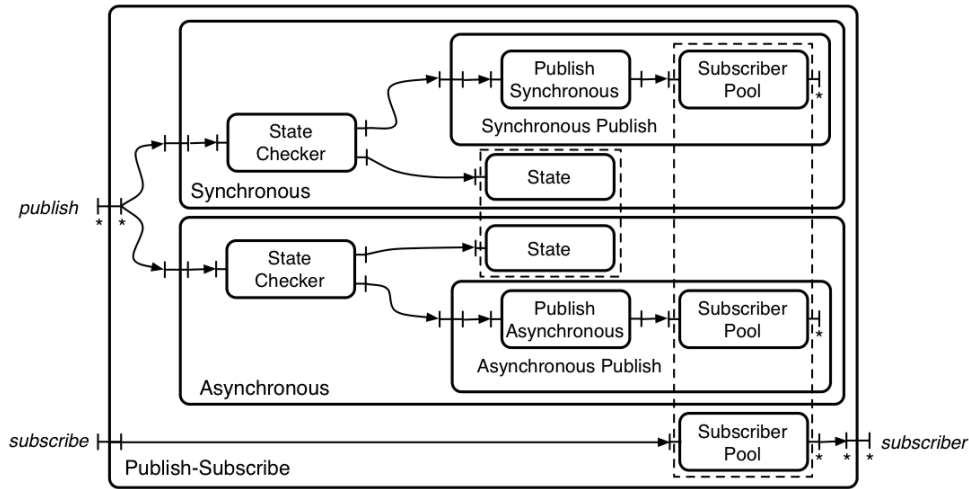 Publish
Synchronous
Subscriber
Pool
*
Synchronous Publish
State
Checker
State
Synchronous
publish
* *
State
Checker
State
Publish
Asynchronous
Subscriber
Pool
*
Asynchronous Publish
Asynchronous
subscribe
Subscriber
Pool
* * *
subscriber
Publish-Subscribe